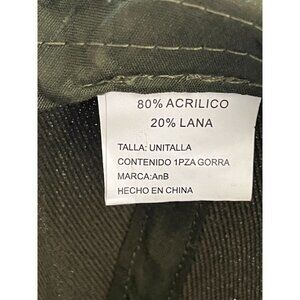 80% ACRILICO
20% LANA
TALLA: UNITALLA
CONTENIDO 1PZA GORRA
MARCA:AnB
HECHO EN CHINA